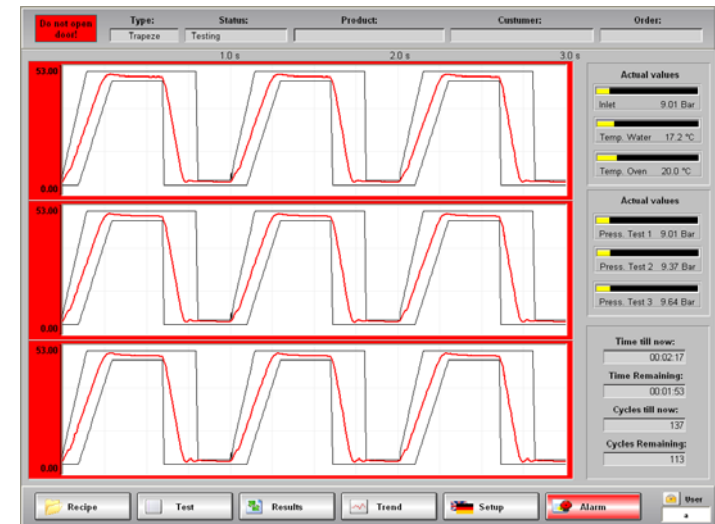 Do not open
door!
Type: Status: Product: Custumer: Order:
Trapeze Testing
1.0 s 2.0 s 3.0 s
53.00
0.00
53.00
0.00
53.00
0.00
Actual values
Inlet 9.01 Bar
Temp. Water 17.2 °C
Temp. Oven 20.0 °C
Actual values
Press. Test 1 9.01 Bar
Press. Test 2 9.37 Bar
Press. Test 3 9.64 Bar
Time till now:
00:02:17
Time Remaining:
00:01:53
Cycles till now:
137
Cycles Remaining:
113
Recipe Test Results Trend Setup Alarm User
a